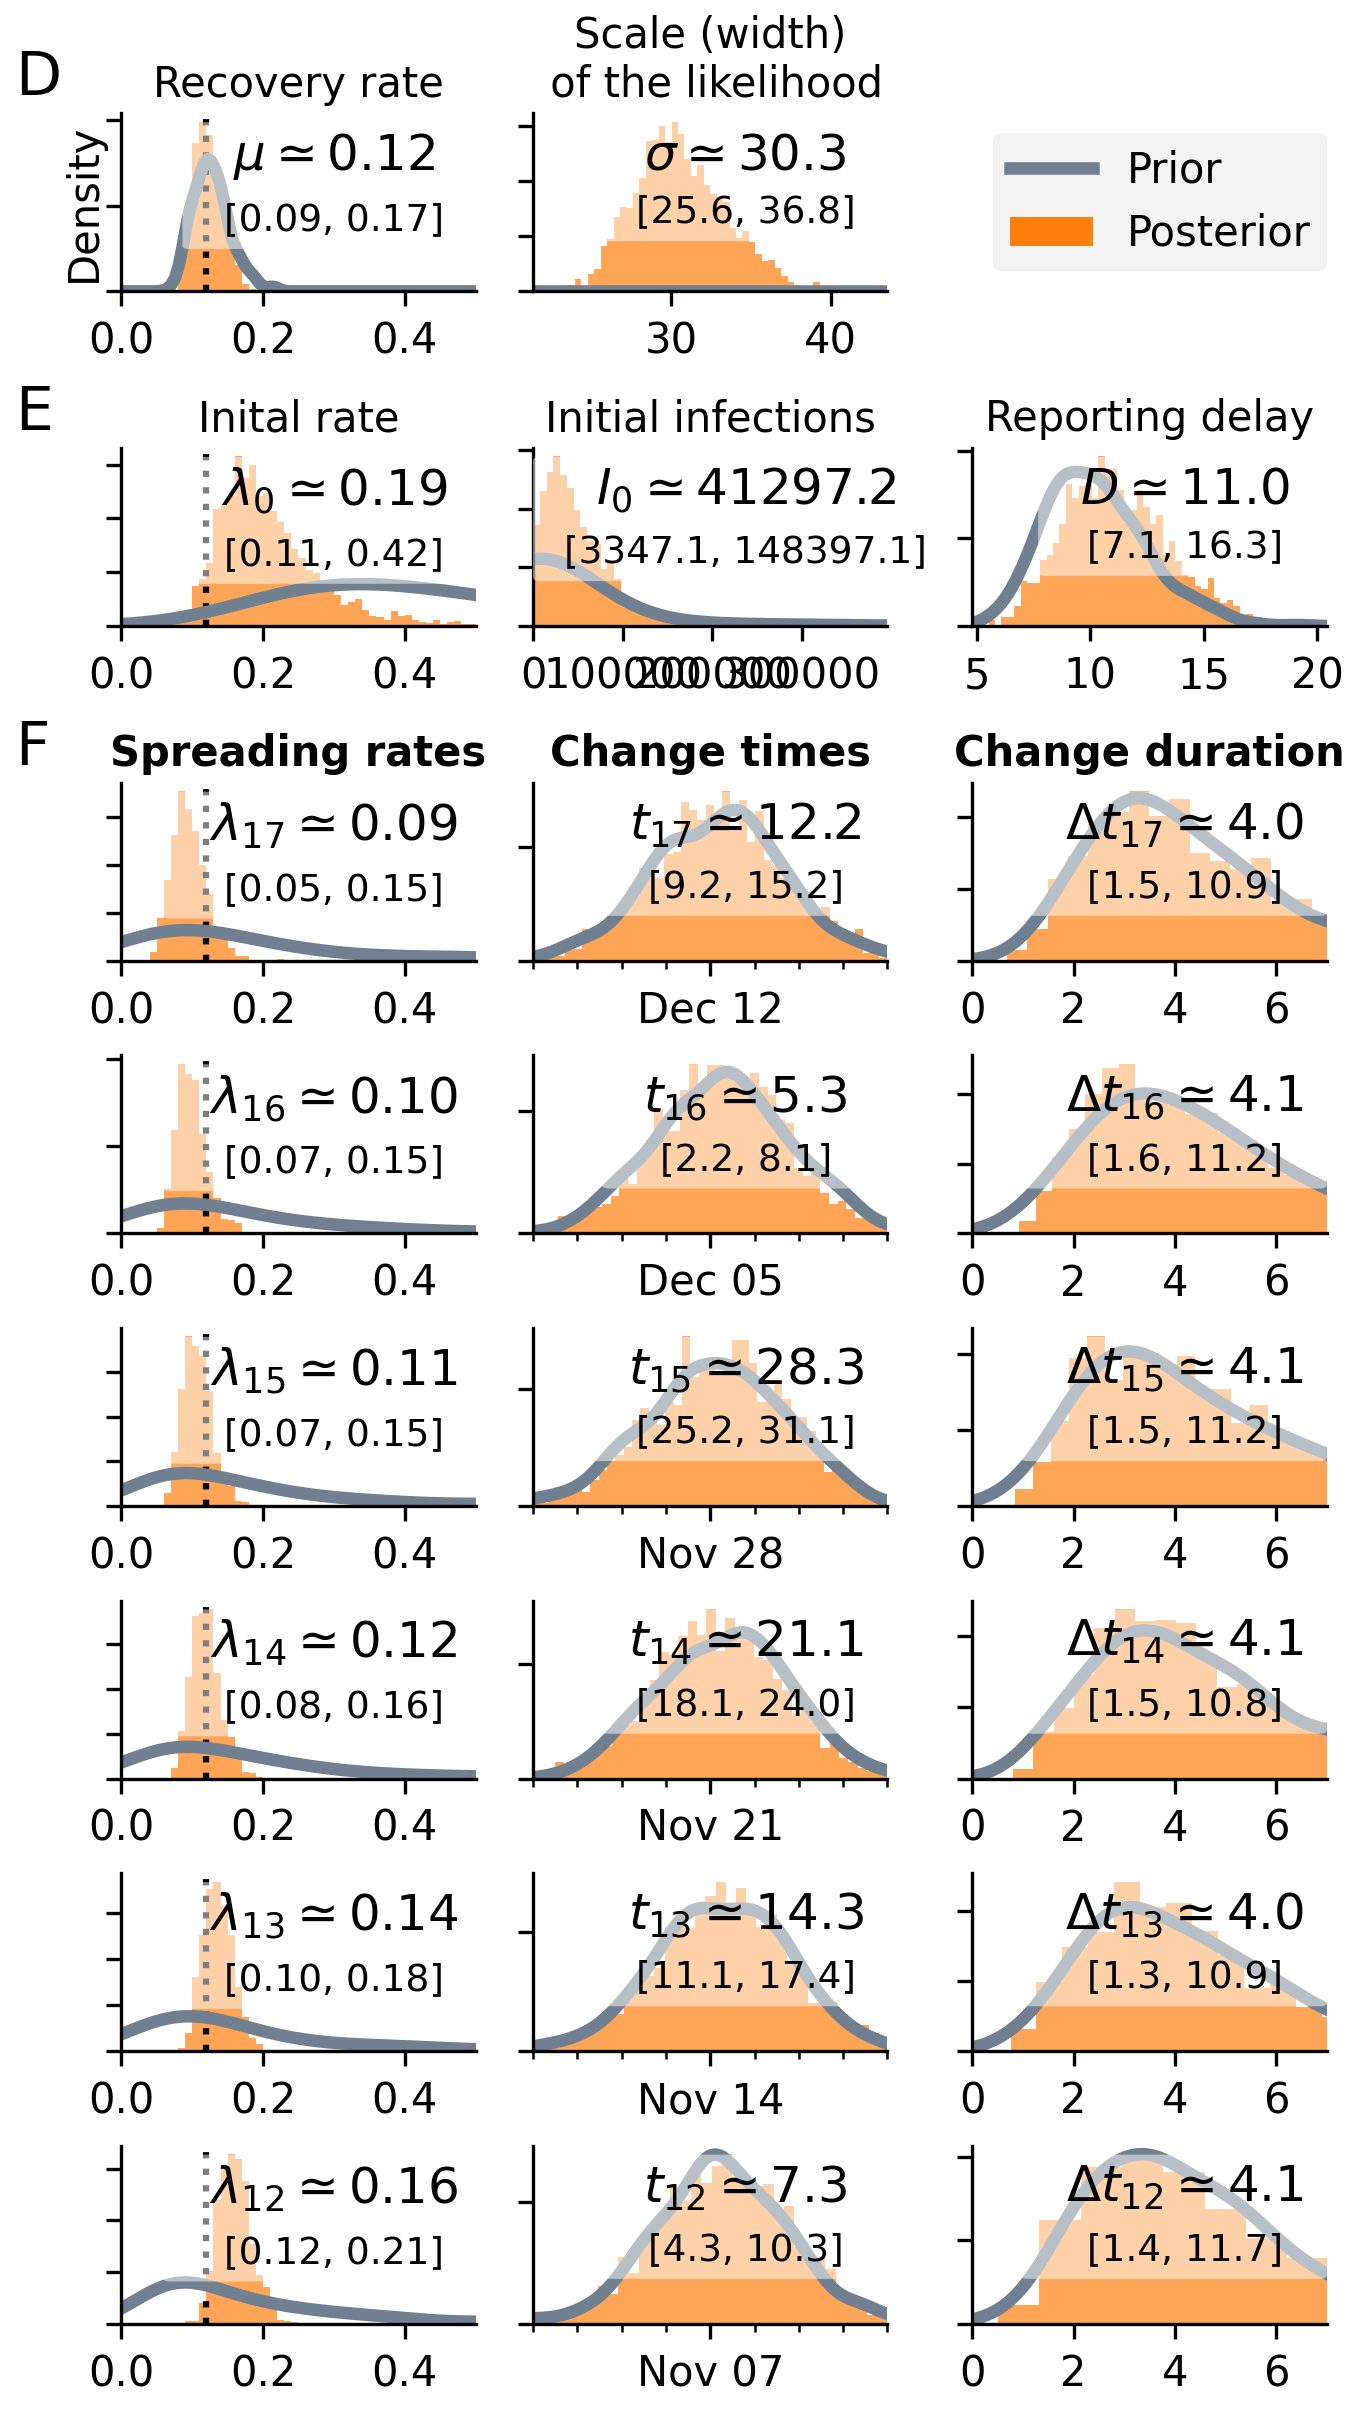 D
Recovery rate
Scale (width)
of the likelihood
Density
μ ≃ 0.12
[0.09, 0.17]
0.0 0.2 0.4
σ ≃ 30.3
[25.6, 36.8]
30 40
Prior
Posterior
E
Inital rate
λ0 ≃ 0.19
[0.11, 0.42]
0.0 0.2 0.4
Initial infections
I0 ≃ 41297.2
[3347.1, 148397.1]
0 100000 200000 300000
Reporting delay
D ≃ 11.0
[7.1, 16.3]
5 10 15 20
F
Spreading rates
Change times
Change duration
λ17 ≃ 0.09
[0.05, 0.15]
0.0 0.2 0.4
t17 ≃ 12.2
[9.2, 15.2]
Dec 12
Δt17 ≃ 4.0
[1.5, 10.9]
0 2 4 6
λ16 ≃ 0.10
[0.07, 0.15]
0.0 0.2 0.4
t16 ≃ 5.3
[2.2, 8.1]
Dec 05
Δt16 ≃ 4.1
[1.6, 11.2]
0 2 4 6
λ15 ≃ 0.11
[0.07, 0.15]
0.0 0.2 0.4
t15 ≃ 28.3
[25.2, 31.1]
Nov 28
Δt15 ≃ 4.1
[1.5, 11.2]
0 2 4 6
λ14 ≃ 0.12
[0.08, 0.16]
0.0 0.2 0.4
t14 ≃ 21.1
[18.1, 24.0]
Nov 21
Δt14 ≃ 4.1
[1.5, 10.8]
0 2 4 6
λ13 ≃ 0.14
[0.10, 0.18]
0.0 0.2 0.4
t13 ≃ 14.3
[11.1, 17.4]
Nov 14
Δt13 ≃ 4.0
[1.3, 10.9]
0 2 4 6
λ12 ≃ 0.16
[0.12, 0.21]
0.0 0.2 0.4
t12 ≃ 7.3
[4.3, 10.3]
Nov 07
Δt12 ≃ 4.1
[1.4, 11.7]
0 2 4 6